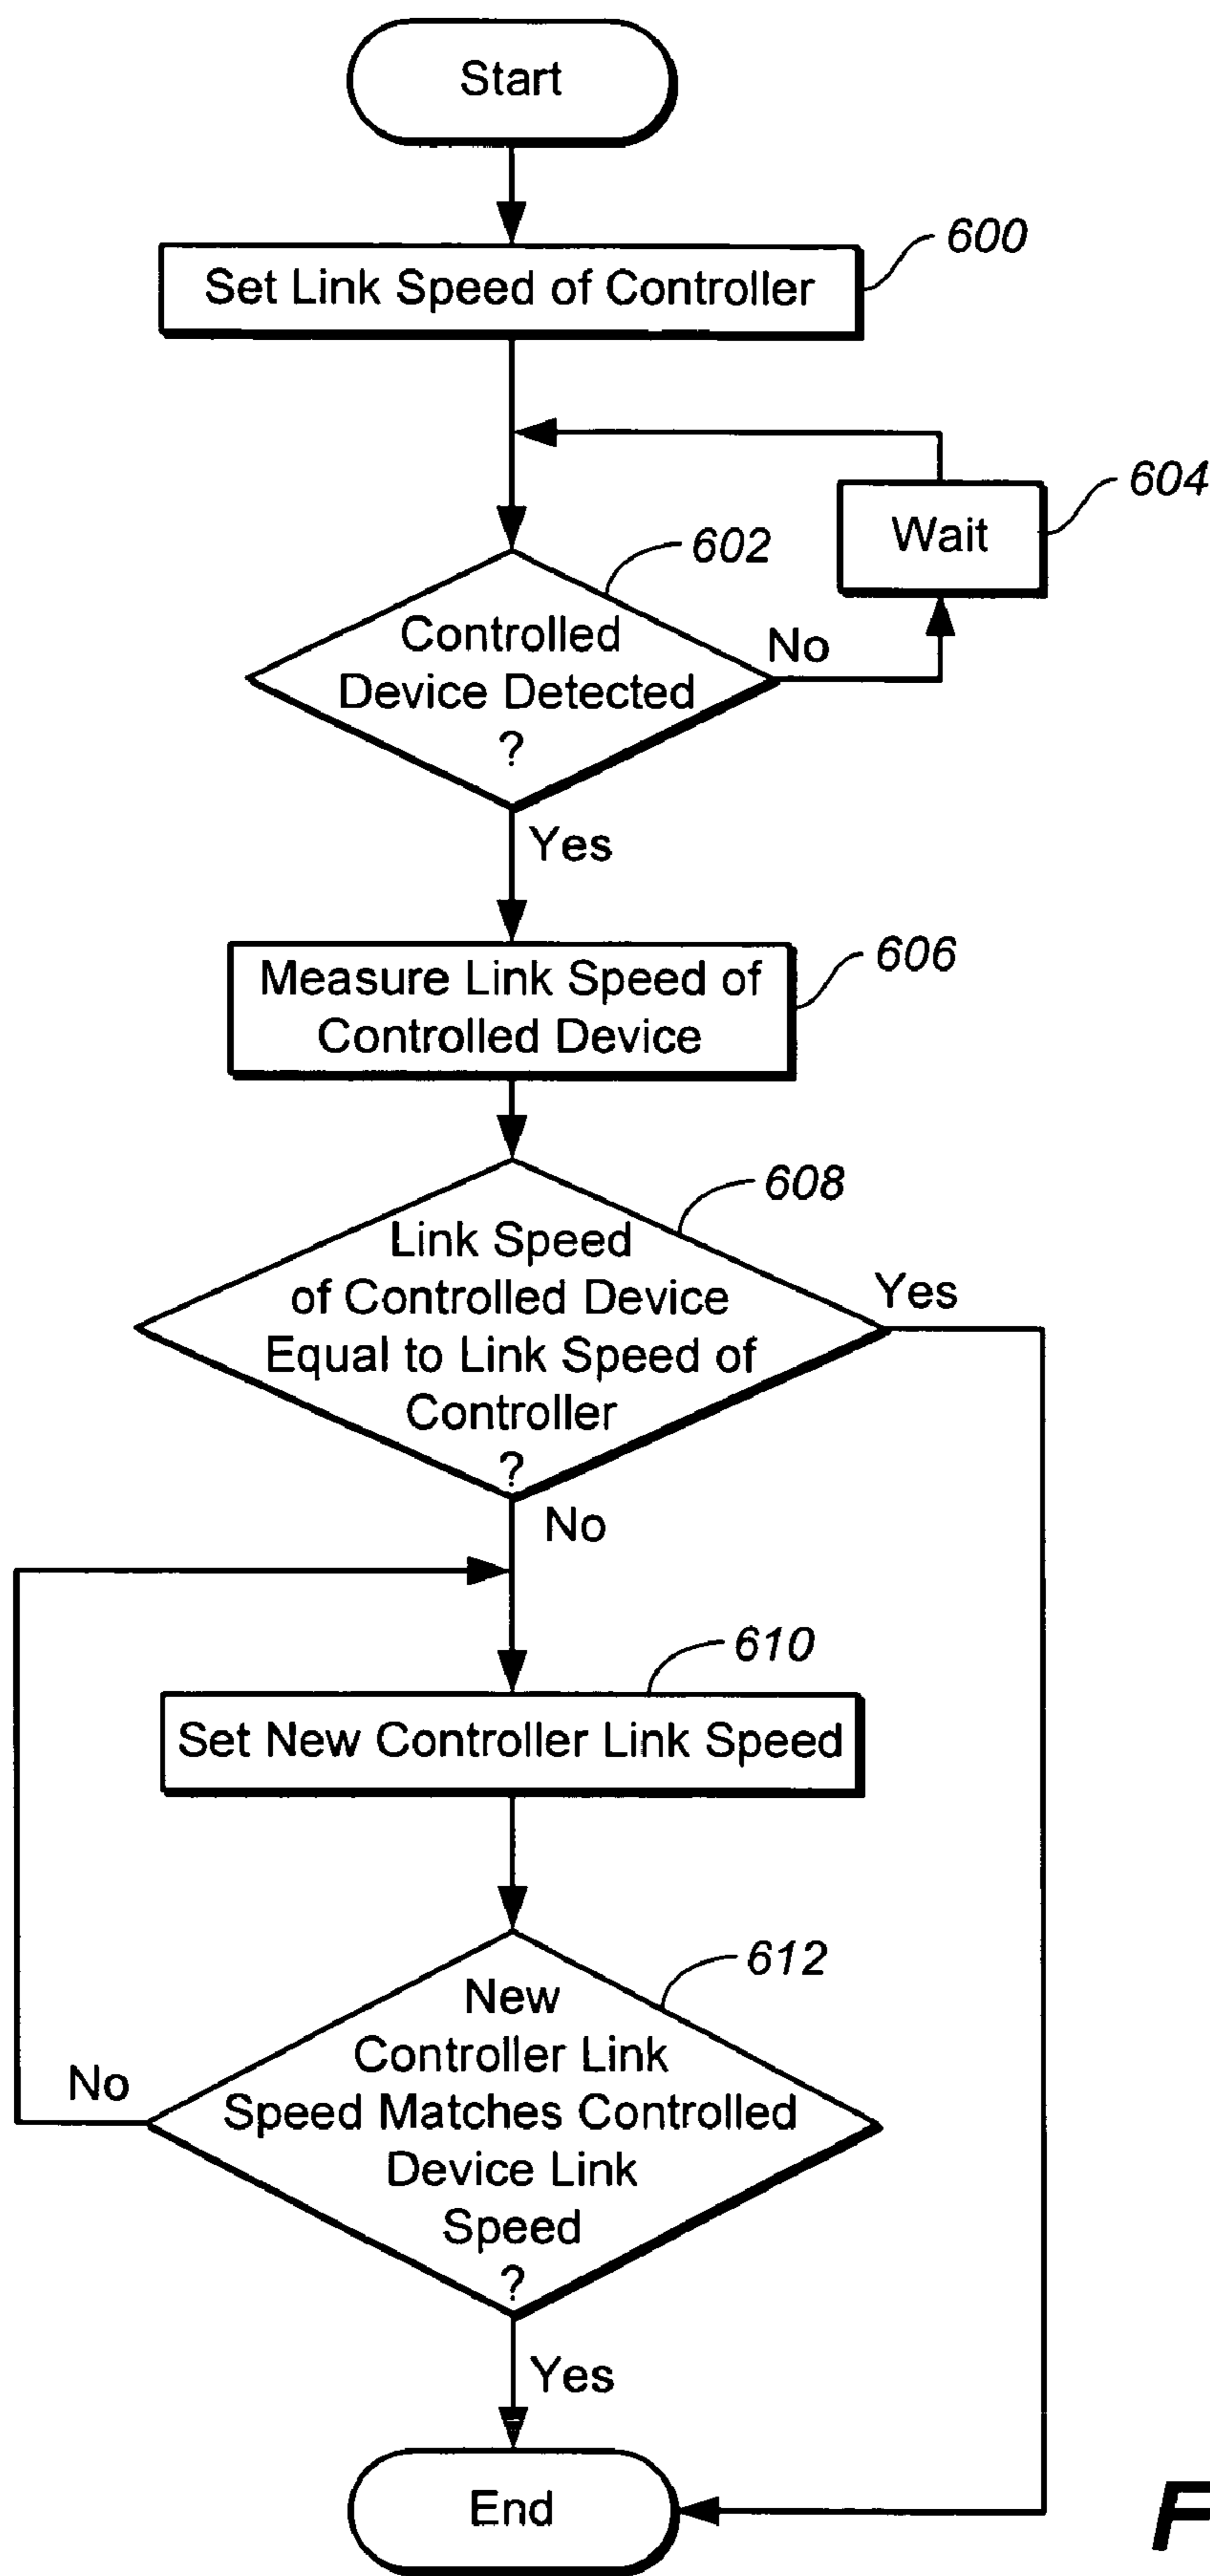 Start
600
Set Link Speed of Controller
604
Wait
602
Controlled
Device Detected
?
No
Yes
606
Measure Link Speed of
Controlled Device
608
Link Speed
of Controlled Device
Equal to Link Speed of
Controller
?
Yes
No
610
Set New Controller Link Speed
612
New
Controller Link
Speed Matches Controlled
Device Link
Speed
?
No
Yes
End
F